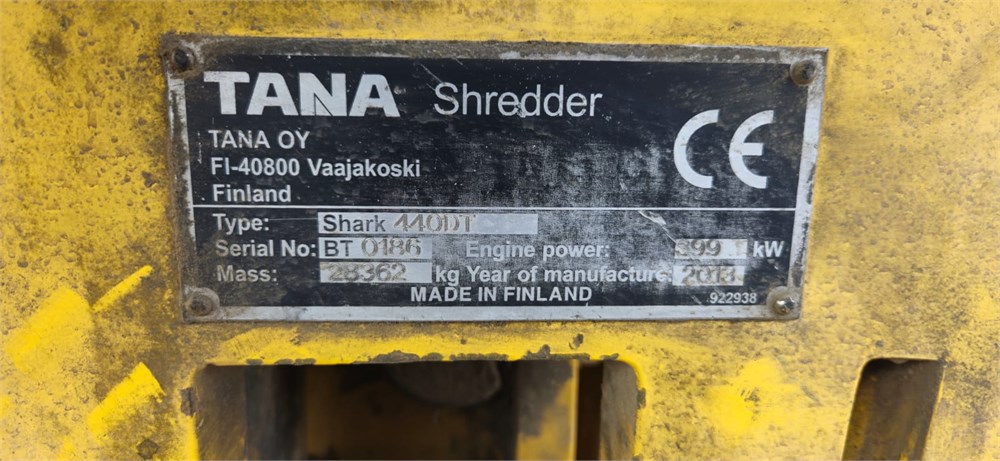 TANA Shredder
TANA OY
FI-40800 Vaajakoski
Finland
CE
Type: Shark 440DT
Serial No: BT 0186 Engine power: 399 kW
Mass: 28362 kg Year of manufacture: 2013
MADE IN FINLAND
922938